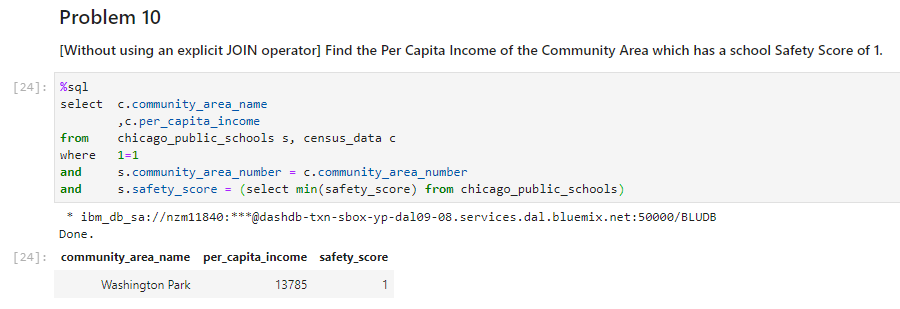 Problem 10
[Without using an explicit JOIN operator] Find the Per Capita Income of the Community Area which has a school Safety Score of 1.
[24]: %sql
select c.community_area_name
,c.per_capita_income
from chicago_public_schools s, census_data c
where 1=1
and s.community_area_number = c.community_area_number
and s.safety_score = (select min(safety_score) from chicago_public_schools)
* ibm_db_sa://nzm11840:***@dashdb-txn-sbox-yp-dal09-08.services.dal.bluemix.net:50000/BLUDB
Done.
[24]: community_area_name per_capita_income safety_score
Washington Park 13785 1